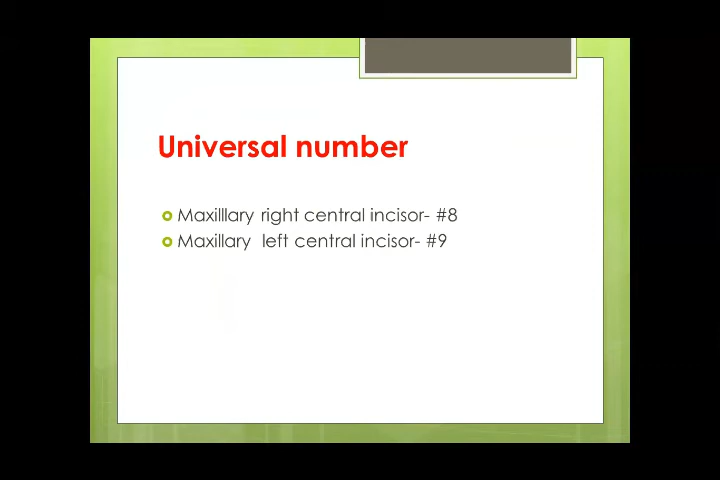 Universal number
Maxilllary right central incisor- #8
Maxillary left central incisor- #9